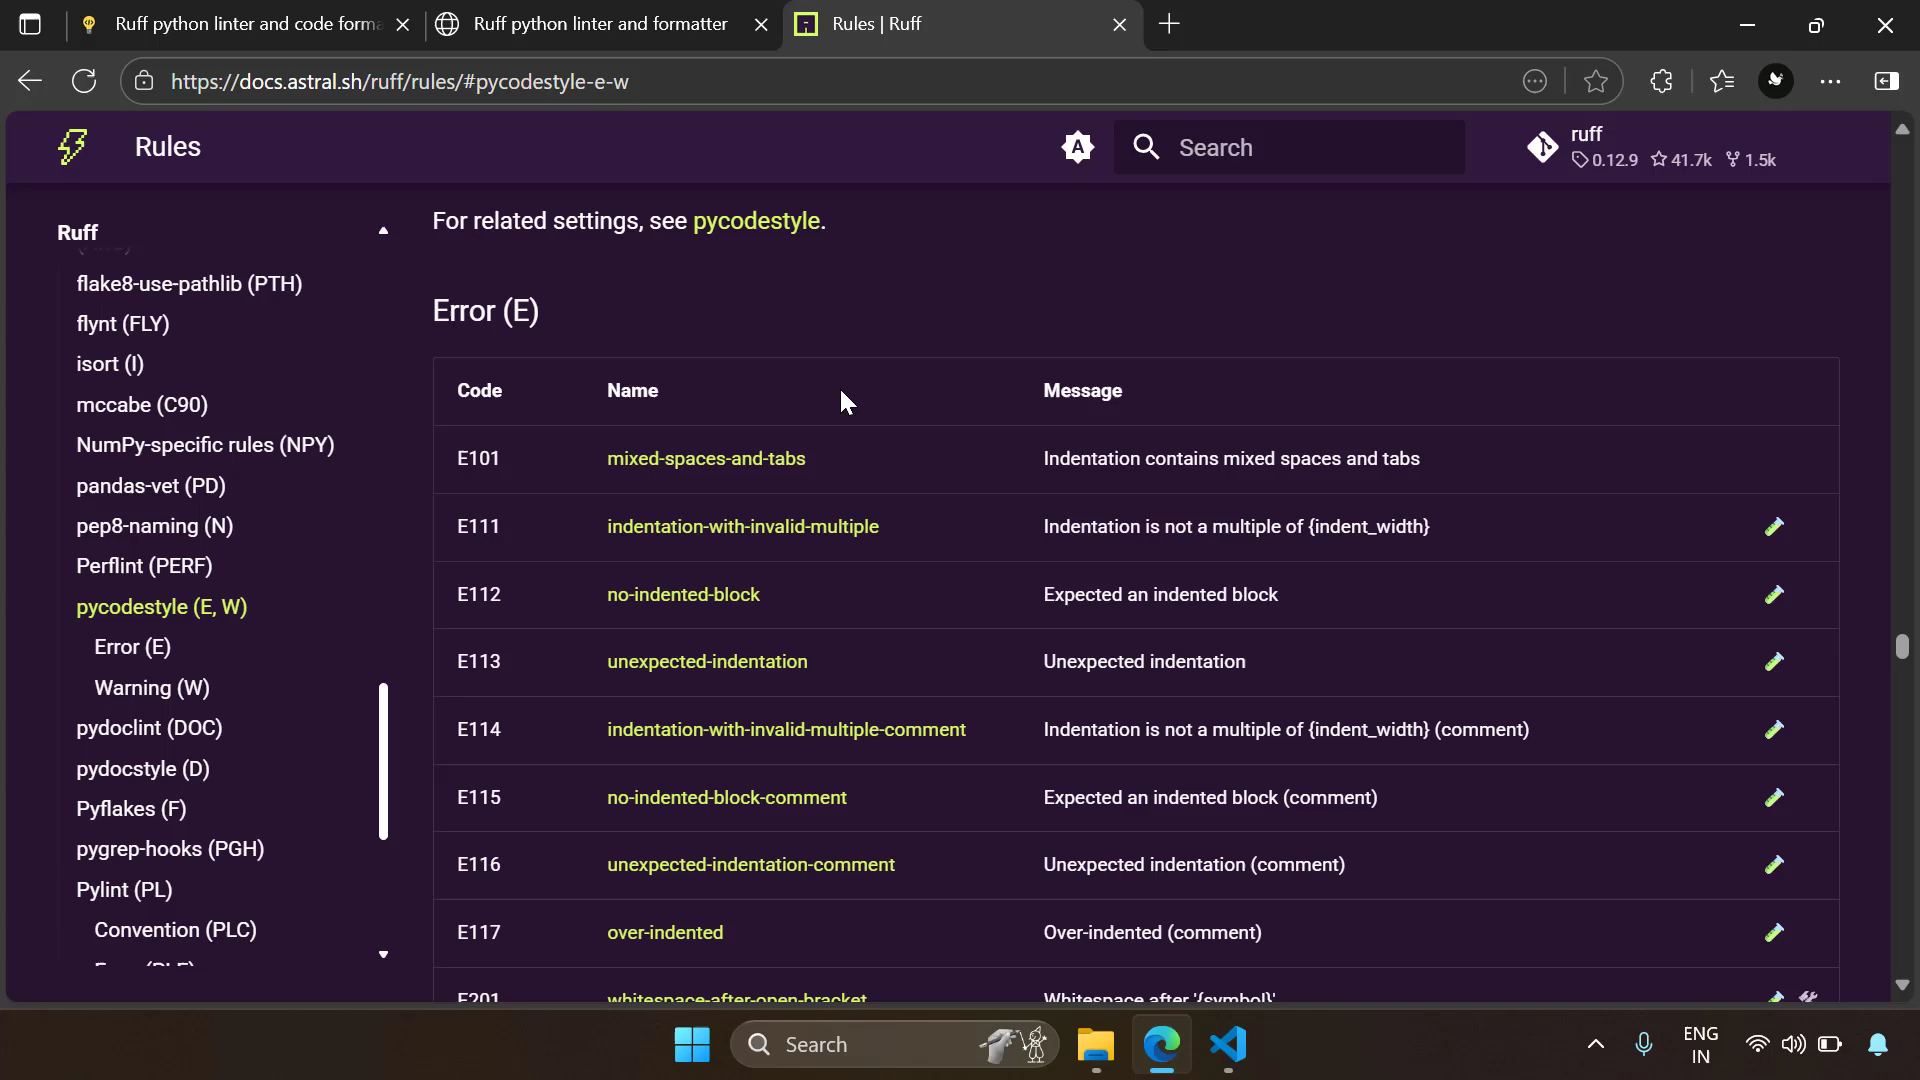 Ruff python linter and code forma
Ruff python linter and formatter
Rules | Ruff
https://docs.astral.sh/ruff/rules/#pycodestyle-e-w
Rules
A
Search
ruff
0.12.9 41.7k 1.5k
Ruff
flake8-use-pathlib (PTH)
flynt (FLY)
isort (I)
mccabe (C90)
NumPy-specific rules (NPY)
pandas-vet (PD)
pep8-naming (N)
Perflint (PERF)
pycodestyle (E, W)
Error (E)
Warning (W)
pydoclint (DOC)
pydocstyle (D)
Pyflakes (F)
pygrep-hooks (PGH)
Pylint (PL)
Convention (PLC)
For related settings, see pycodestyle.
Error (E)
Code Name Message
E101 mixed-spaces-and-tabs Indentation contains mixed spaces and tabs
E111 indentation-with-invalid-multiple Indentation is not a multiple of {indent_width}
E112 no-indented-block Expected an indented block
E113 unexpected-indentation Unexpected indentation
E114 indentation-with-invalid-multiple-comment Indentation is not a multiple of {indent_width} (comment)
E115 no-indented-block-comment Expected an indented block (comment)
E116 unexpected-indentation-comment Unexpected indentation (comment)
E117 over-indented Over-indented (comment)
E201 whitespace-after-open-bracket Whitespace after '{symbol}'
Search
ENG
IN